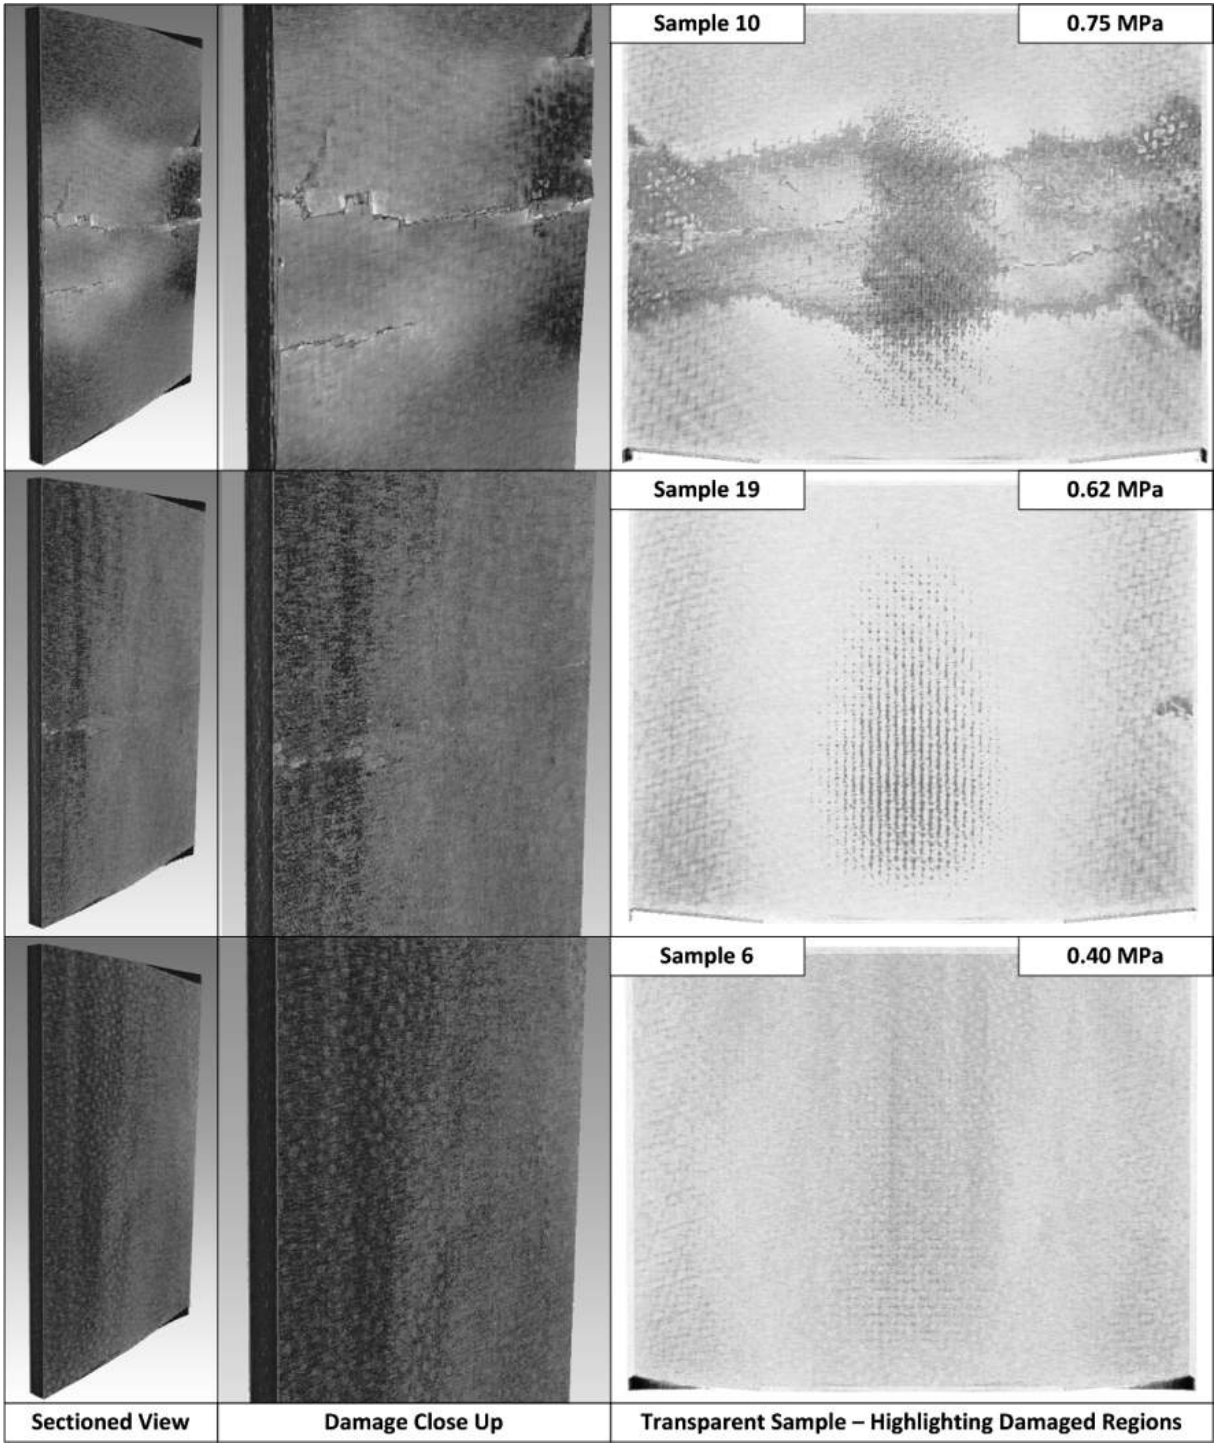 Sample 10
0.75 MPa
Sample 19
0.62 MPa
Sample 6
0.40 MPa
Sectioned View
Damage Close Up
Transparent Sample – Highlighting Damaged Regions